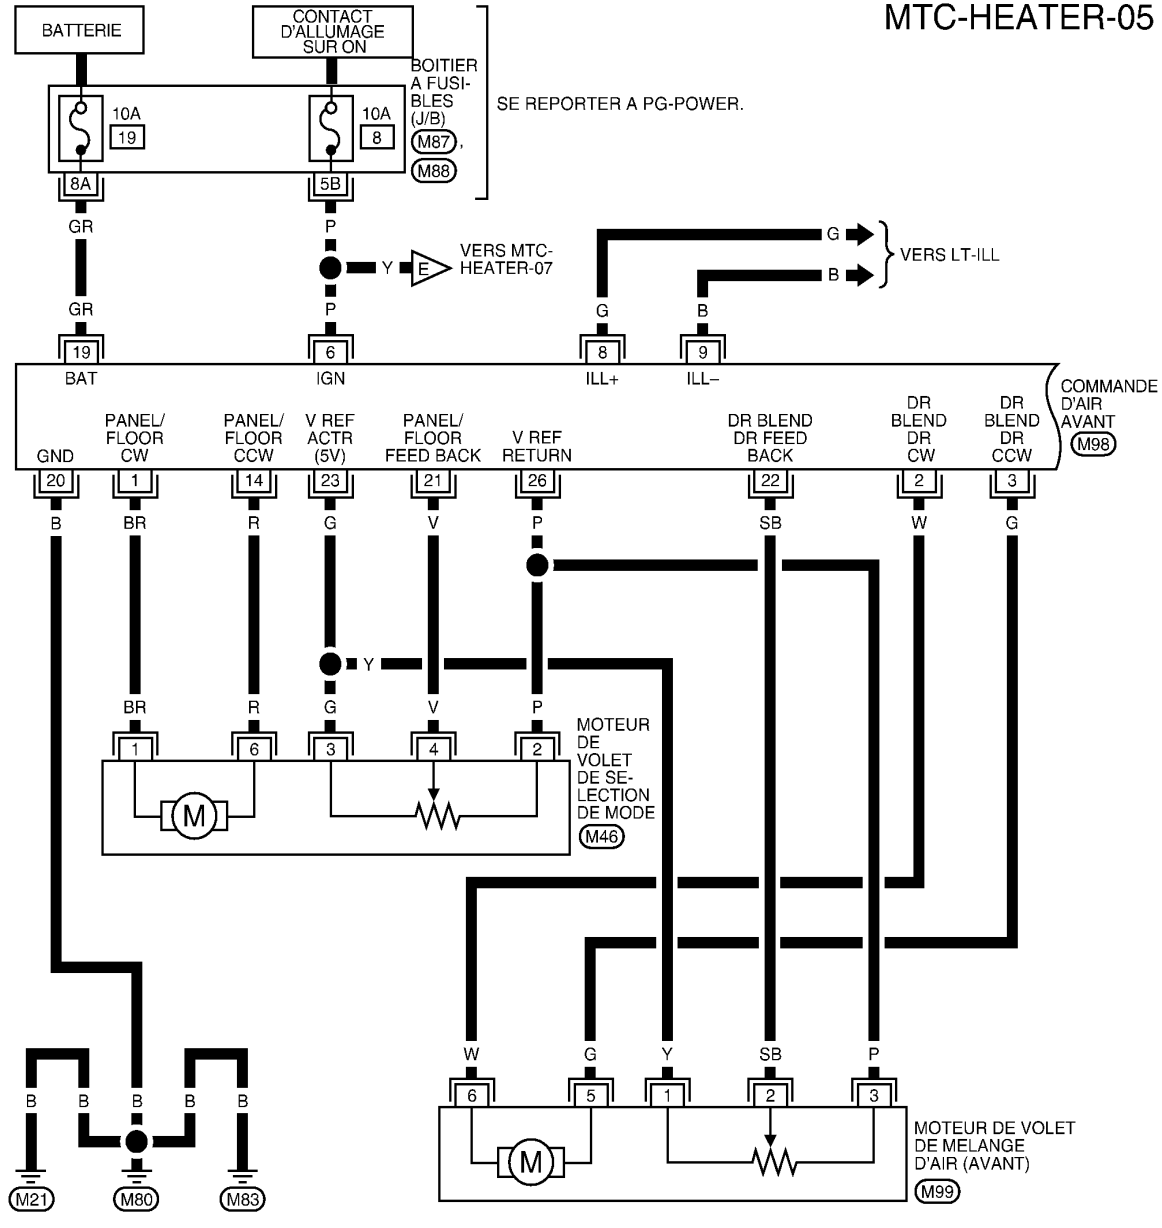 MTC-HEATER-05
BATTERIE
CONTACT
D'ALLUMAGE
SUR ON
BOITIER
A FUSI-
BLES
(J/B)
M87 ,
M88
SE REPORTER A PG-POWER.
10A
19
10A
8
8A
5B
GR
P
Y
E
VERS MTC-
HEATER-07
G
B
VERS LT-ILL
GR
P
G
B
19
6
8
9
BAT
IGN
ILL+
ILL–
COMMANDE
D'AIR
AVANT
M98
GND
PANEL/
FLOOR
CW
PANEL/
FLOOR
CCW
V REF
ACTR
(5V)
PANEL/
FLOOR
FEED BACK
V REF
RETURN
DR BLEND
DR FEED
BACK
DR
BLEND
DR
CW
DR
BLEND
DR
CCW
20
1
14
23
21
26
22
2
3
B
BR
R
G
V
P
SB
W
G
Y
BR
R
G
V
P
1
6
3
4
2
MOTEUR
DE
VOLET
DE SE-
LECTION
DE MODE
M46
M
W
G
Y
SB
P
6
5
1
2
3
B
B
B
B
B
M21
M80
M83
M
MOTEUR DE VOLET
DE MELANGE
D'AIR (AVANT)
M99